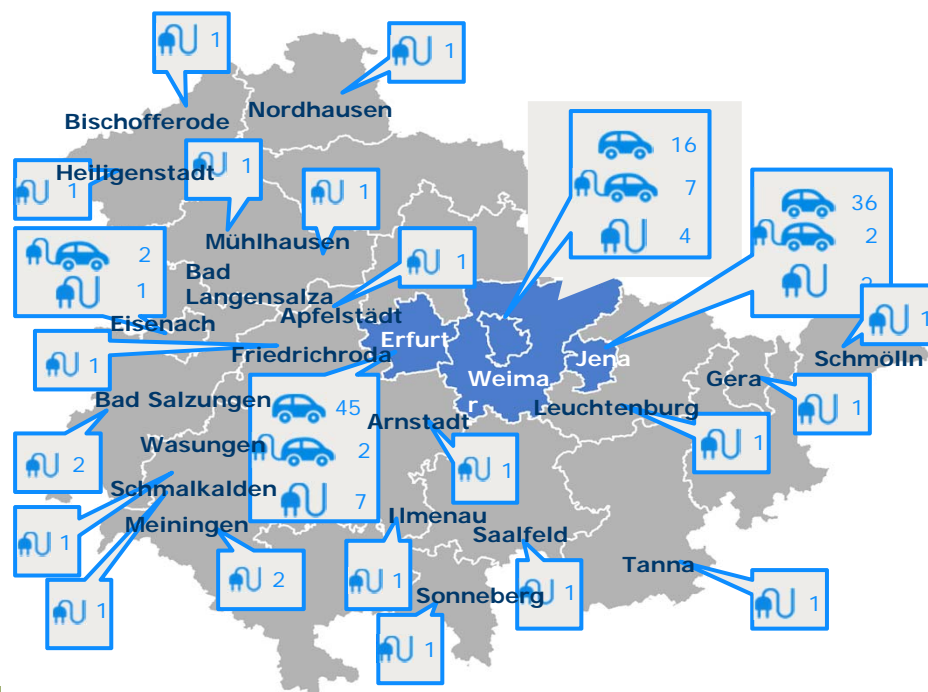 1
1
Nordhausen
Bischofferode
16
1
Heiligenstadt
1
1
7
36
Mühlhausen
4
2
2
1
Bad
Langensalza
1
Apfelstädt
Eisenach
Erfurt
1
1
Friedrichroda
Jena
Schmölln
Weima
r
Gera
Bad Salzungen
45
Arnstadt
Leuchtenburg
1
Wasungen
2
1
2
1
Schmalkalden
7
Meiningen
Ilmenau
Saalfeld
1
Tanna
2
1
1
Sonneberg
1
1
1